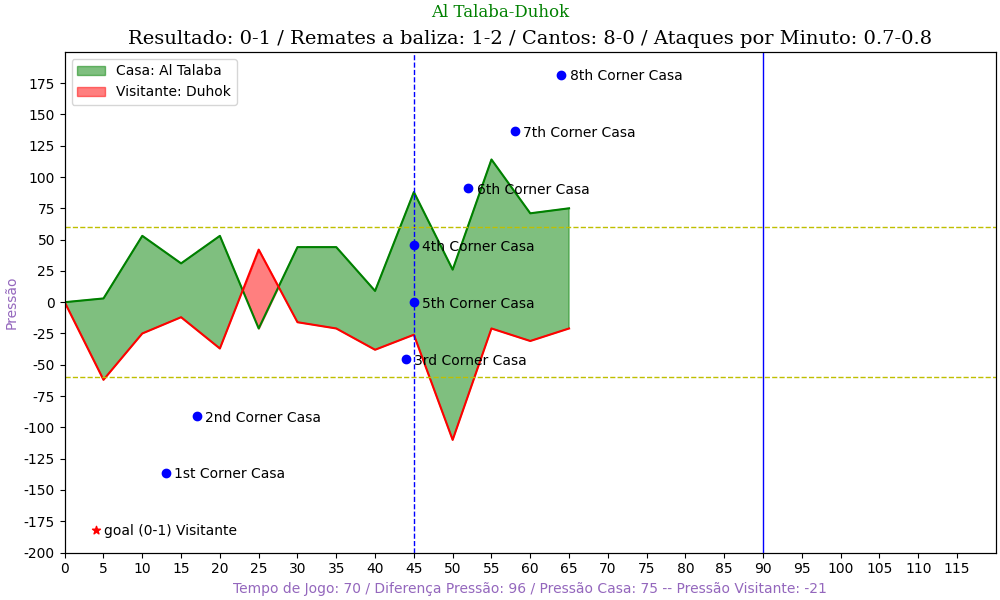 Al Talaba-Duhok
Resultado: 0-1 / Remates a baliza: 1-2 / Cantos: 8-0 / Ataques por Minuto: 0.7-0.8
Casa: Al Talaba
Visitante: Duhok
Pressão
175
150
125
100
75
50
25
0
-25
-50
-75
-100
-125
-150
-175
-200
8th Corner Casa
7th Corner Casa
6th Corner Casa
4th Corner Casa
5th Corner Casa
3rd Corner Casa
2nd Corner Casa
1st Corner Casa
goal (0-1) Visitante
0 5 10 15 20 25 30 35 40 45 50 55 60 65 70 75 80 85 90 95 100 105 110 115
Tempo de Jogo: 70 / Diferença Pressão: 96 / Pressão Casa: 75 -- Pressão Visitante: -21